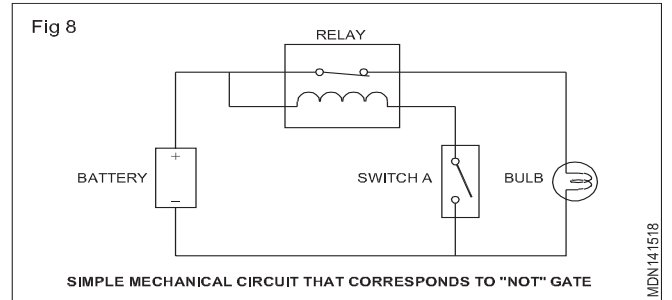 Fig 8
RELAY
+
BATTERY
–
SWITCH A
BULB
MDN141518
SIMPLE MECHANICAL CIRCUIT THAT CORRESPONDS TO "NOT" GATE